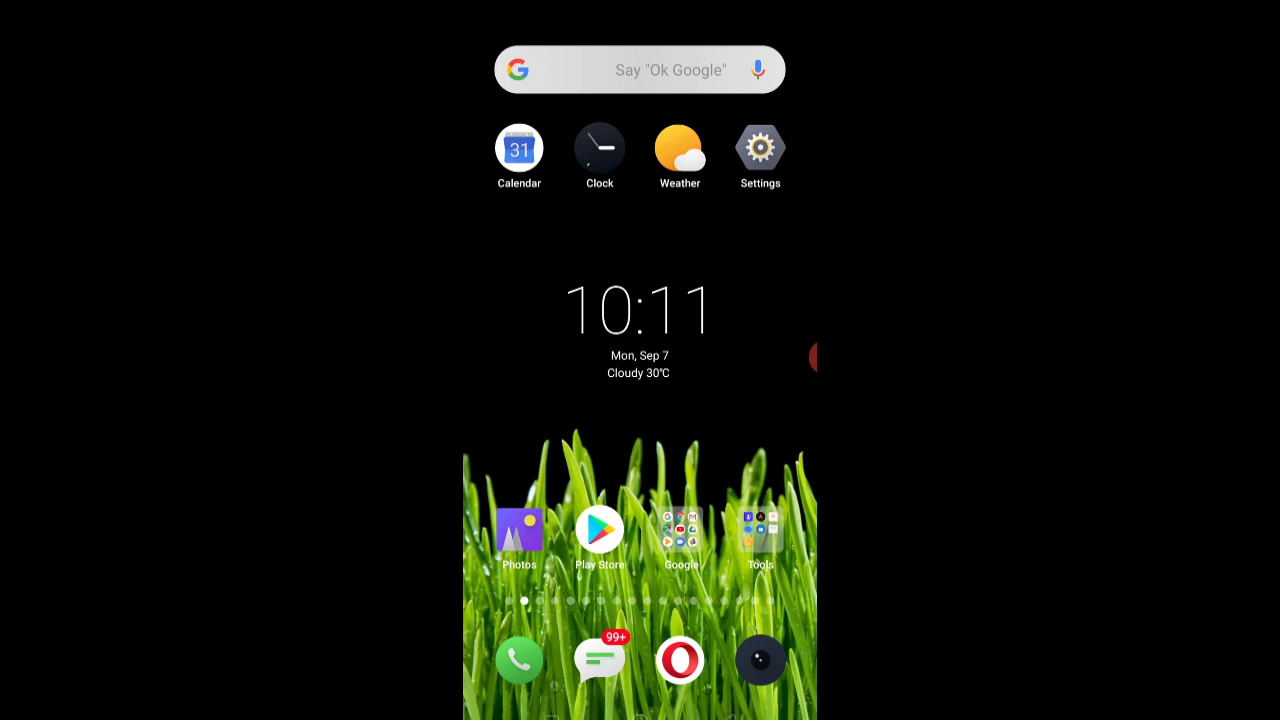 Say "Ok Google"
31
Calendar
Clock
Weather
Settings
10:11
Mon, Sep 7
Cloudy 30℃
Photos
Play Store
Google
Tools
99+